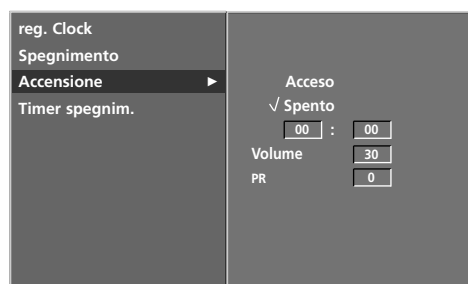 reg. Clock
Spegnimento
Accensione ►
Timer spegnim.
Acceso
√ Spento
00 : 00
Volume 30
PR 0